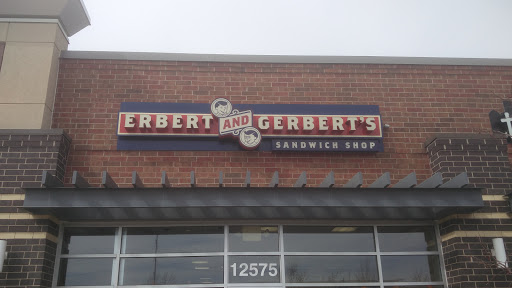 ERBERT AND GERBERT'S
SANDWICH SHOP
12575